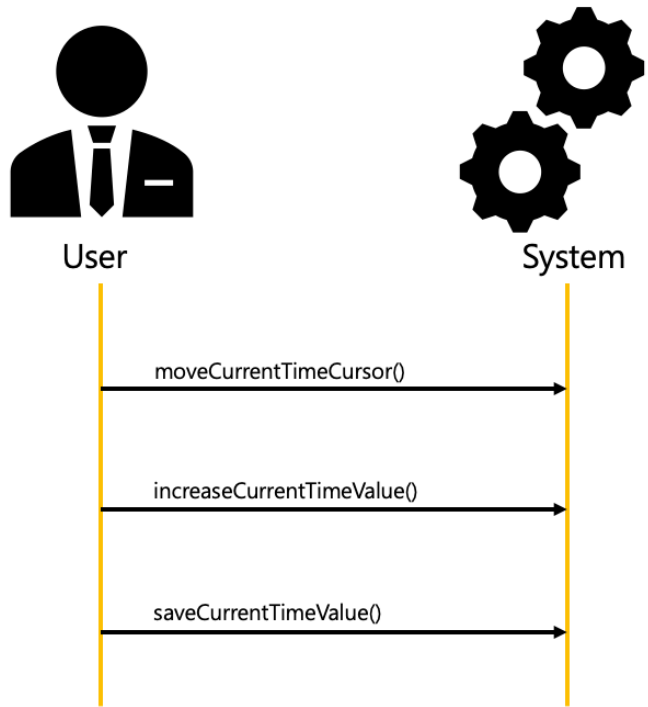 User
System
moveCurrentTimeCursor()
increaseCurrentTimeValue()
saveCurrentTimeValue()